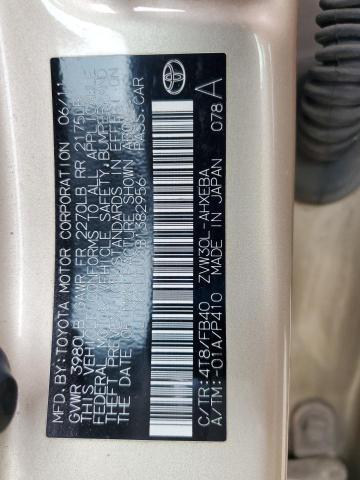 MFD.BY:TOYOTA MOTOR CORPORATION 06/11
GVWR 3980LB GAWR FR 2270LB RR 2175LB
THIS VEHICLE CONFORMS TO ALL APPLICABLE
FEDERAL MOTOR VEHICLE SAFETY, BUMPER, AND
THEFT PREVENTION STANDARDS IN EFFECT ON
THE DATE OF MANUFACTURE SHOWN ABOVE.
PASS.CAR
C/TR:4T8/FB40 ZVW30L-AHXEBA
A/TM:-01A/P410 MADE IN JAPAN 078 A